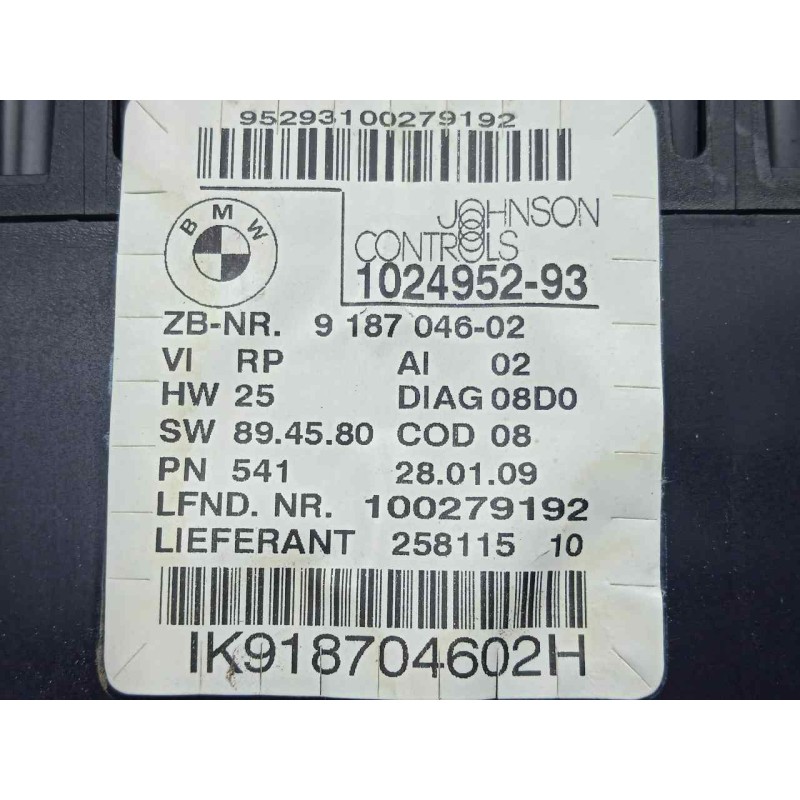 95293100279192
BMW
JOHNSON
CONTROLS
1024952-93
ZB-NR. 9 187 046-02
VI RP AI 02
HW 25 DIAG 08D0
SW 89.45.80 COD 08
PN 541 28.01.09
LFND. NR. 100279192
LIEFERANT 258115 10
IK918704602H